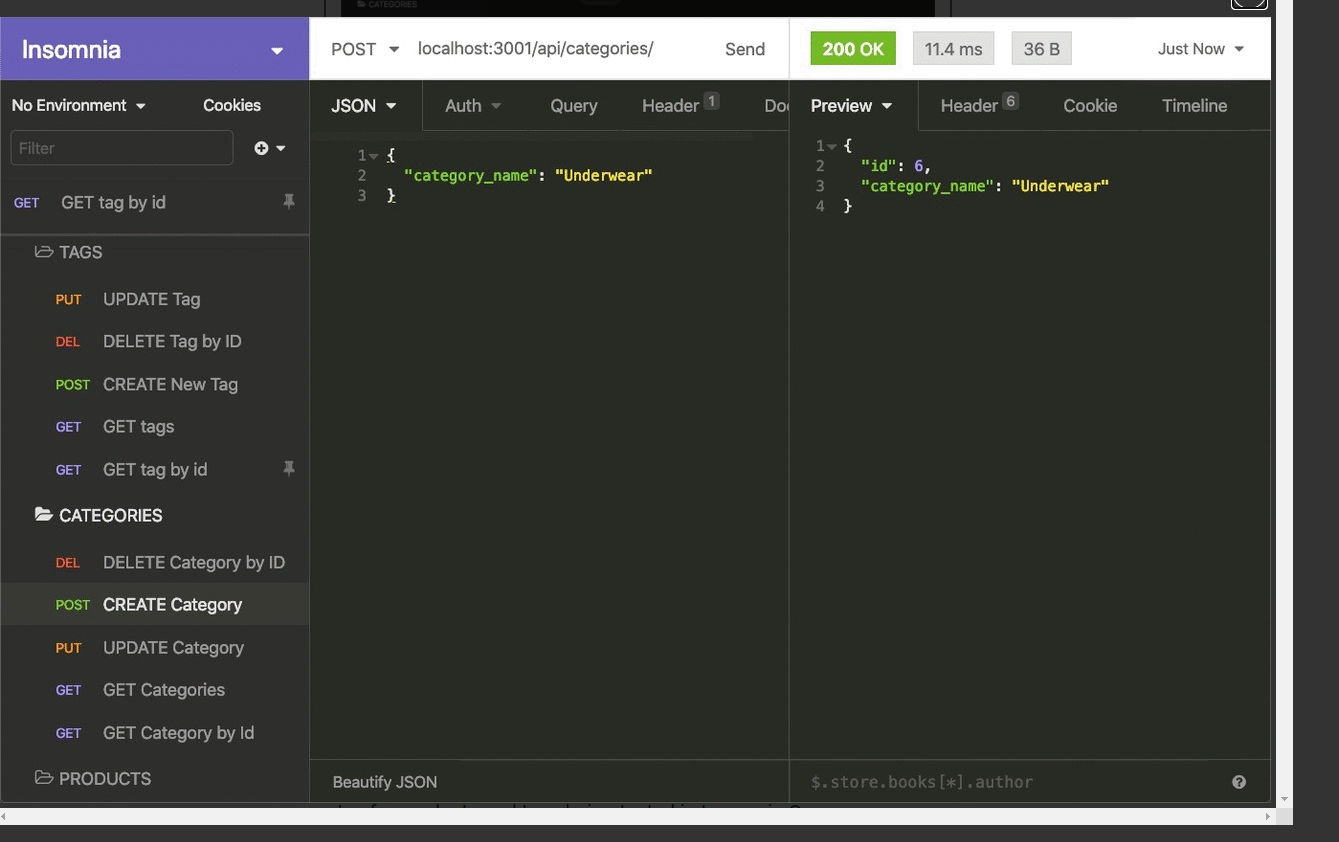 CATEGORIES
Insomnia
POST localhost:3001/api/categories/ Send
200 OK 11.4 ms 36 B Just Now
No Environment Cookies
JSON Auth Query Header 1 Do
Preview Header 6 Cookie Timeline
Filter
GET GET tag by id
TAGS
PUT UPDATE Tag
DEL DELETE Tag by ID
POST CREATE New Tag
GET GET tags
GET GET tag by id
CATEGORIES
DEL DELETE Category by ID
POST CREATE Category
PUT UPDATE Category
GET GET Categories
GET GET Category by Id
PRODUCTS
1 {
2 "category_name": "Underwear"
3 }
Beautify JSON
1 {
2 "id": 6,
3 "category_name": "Underwear"
4 }
$.store.books[*].author